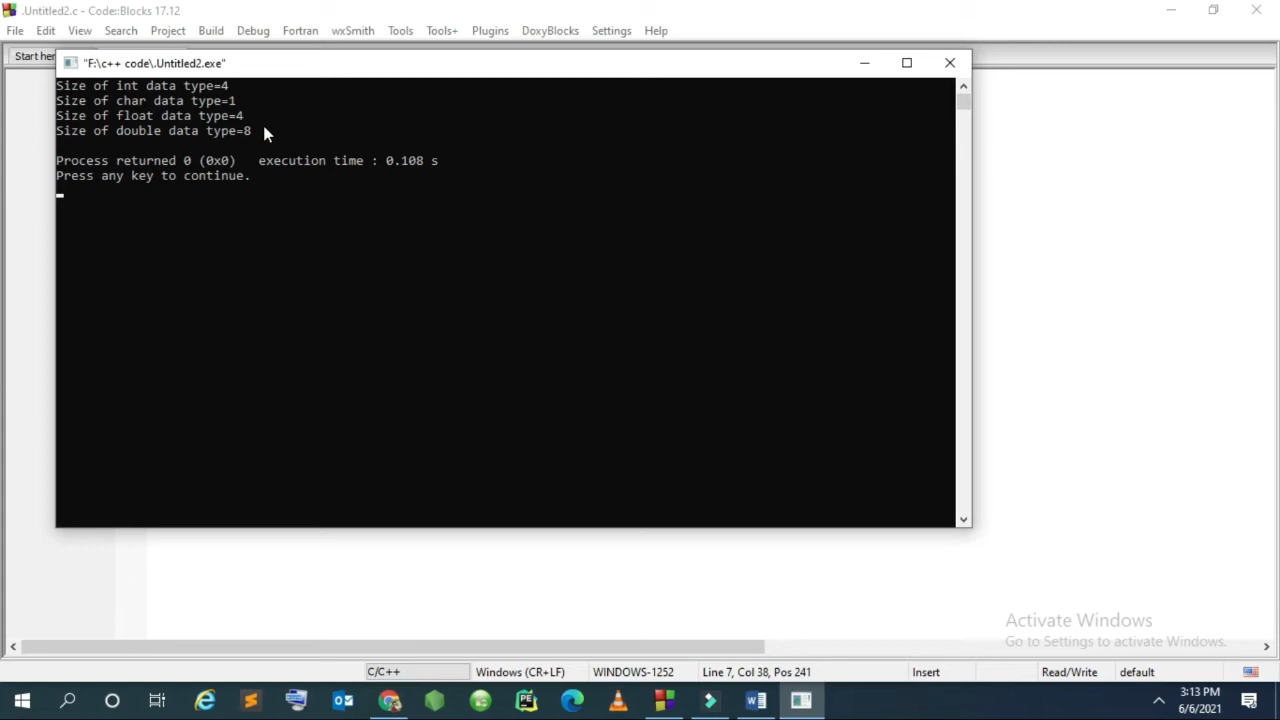 .Untitled2.c - Code::Blocks 17.12
File Edit View Search Project Build Debug Fortran wxSmith Tools Tools+ Plugins DoxyBlocks Settings Help
Start her
"F:\c++ code\.Untitled2.exe"
Size of int data type=4
Size of char data type=1
Size of float data type=4
Size of double data type=8
Process returned 0 (0x0)   execution time : 0.108 s
Press any key to continue.
Activate Windows
Go to Settings to activate Windows.
C/C++ Windows (CR+LF) WINDOWS-1252 Line 7, Col 38, Pos 241 Insert Read/Write default
3:13 PM
6/6/2021